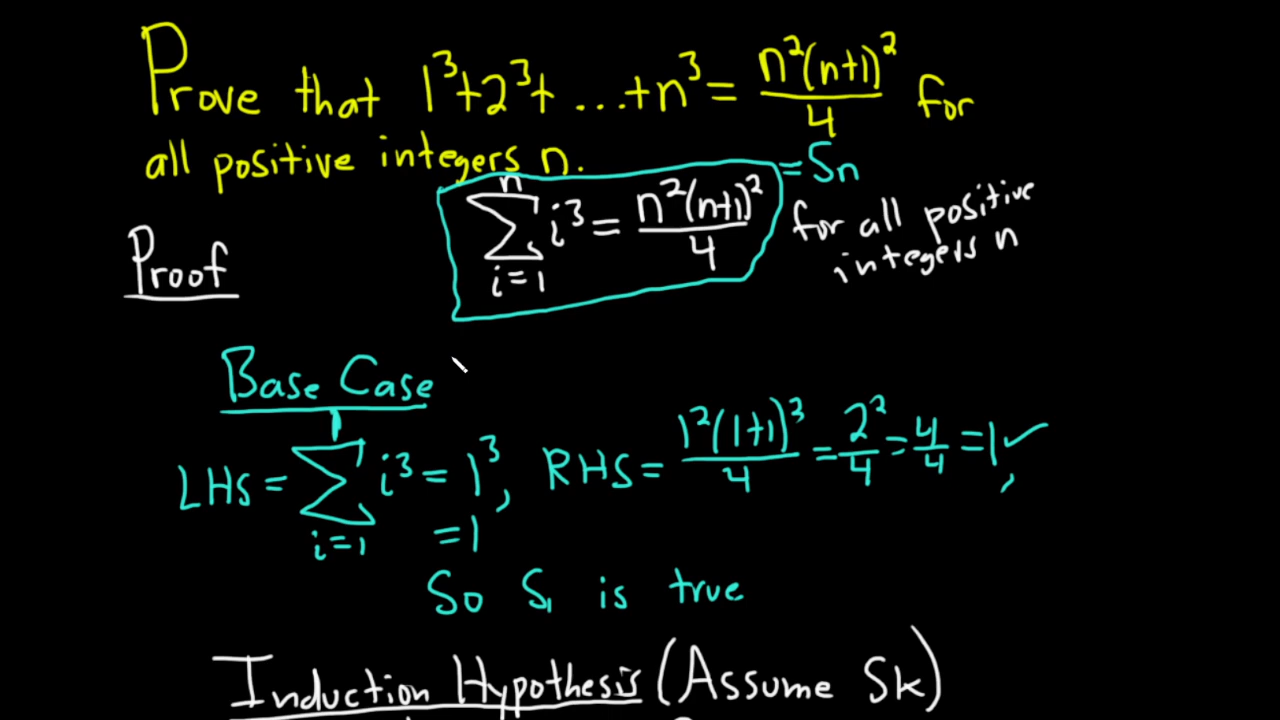 Prove that 1³+2³+ ...+n³= n²(n+1)²/4 for
all positive integers n.
= Sn
Proof
n∑i=1 i³ = n²(n+1)²/4 for all positive
integers n
Base Case
LHS = 1∑i=1 i³ = 1³, RHS = 1²(1+1)³/4 = 2²/4 = 4/4 = 1✓,
= 1
So S₁ is true
Induction Hypothesis (Assume Sk)